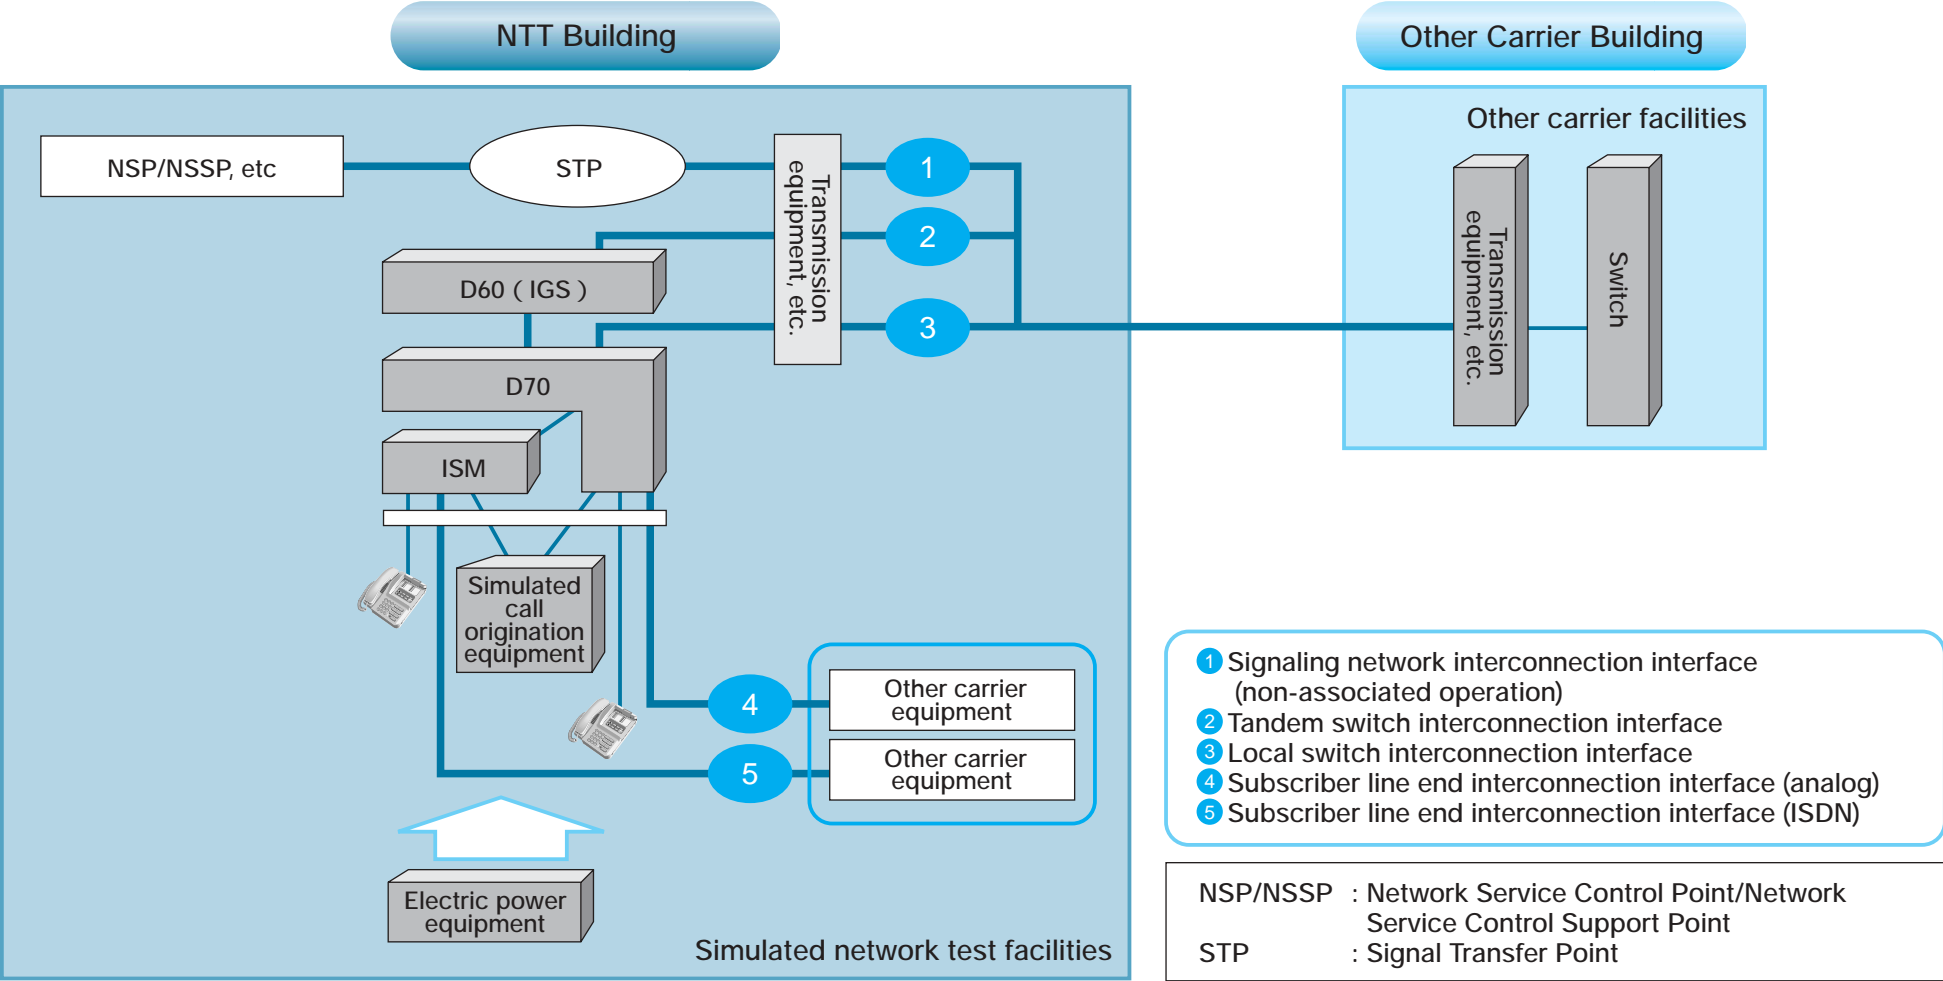 NTT Building
Other Carrier Building
Other carrier facilities
NSP/NSSP, etc
STP
Transmission
equipment, etc.
1
2
3
D60 ( IGS )
D70
ISM
Transmission
equipment, etc.
Switch
Simulated
call
origination
equipment
4
5
Other carrier
equipment
Other carrier
equipment
Electric power
equipment
Simulated network test facilities
1 Signaling network interconnection interface
(non-associated operation)
2 Tandem switch interconnection interface
3 Local switch interconnection interface
4 Subscriber line end interconnection interface (analog)
5 Subscriber line end interconnection interface (ISDN)
NSP/NSSP : Network Service Control Point/Network
Service Control Support Point
STP : Signal Transfer Point